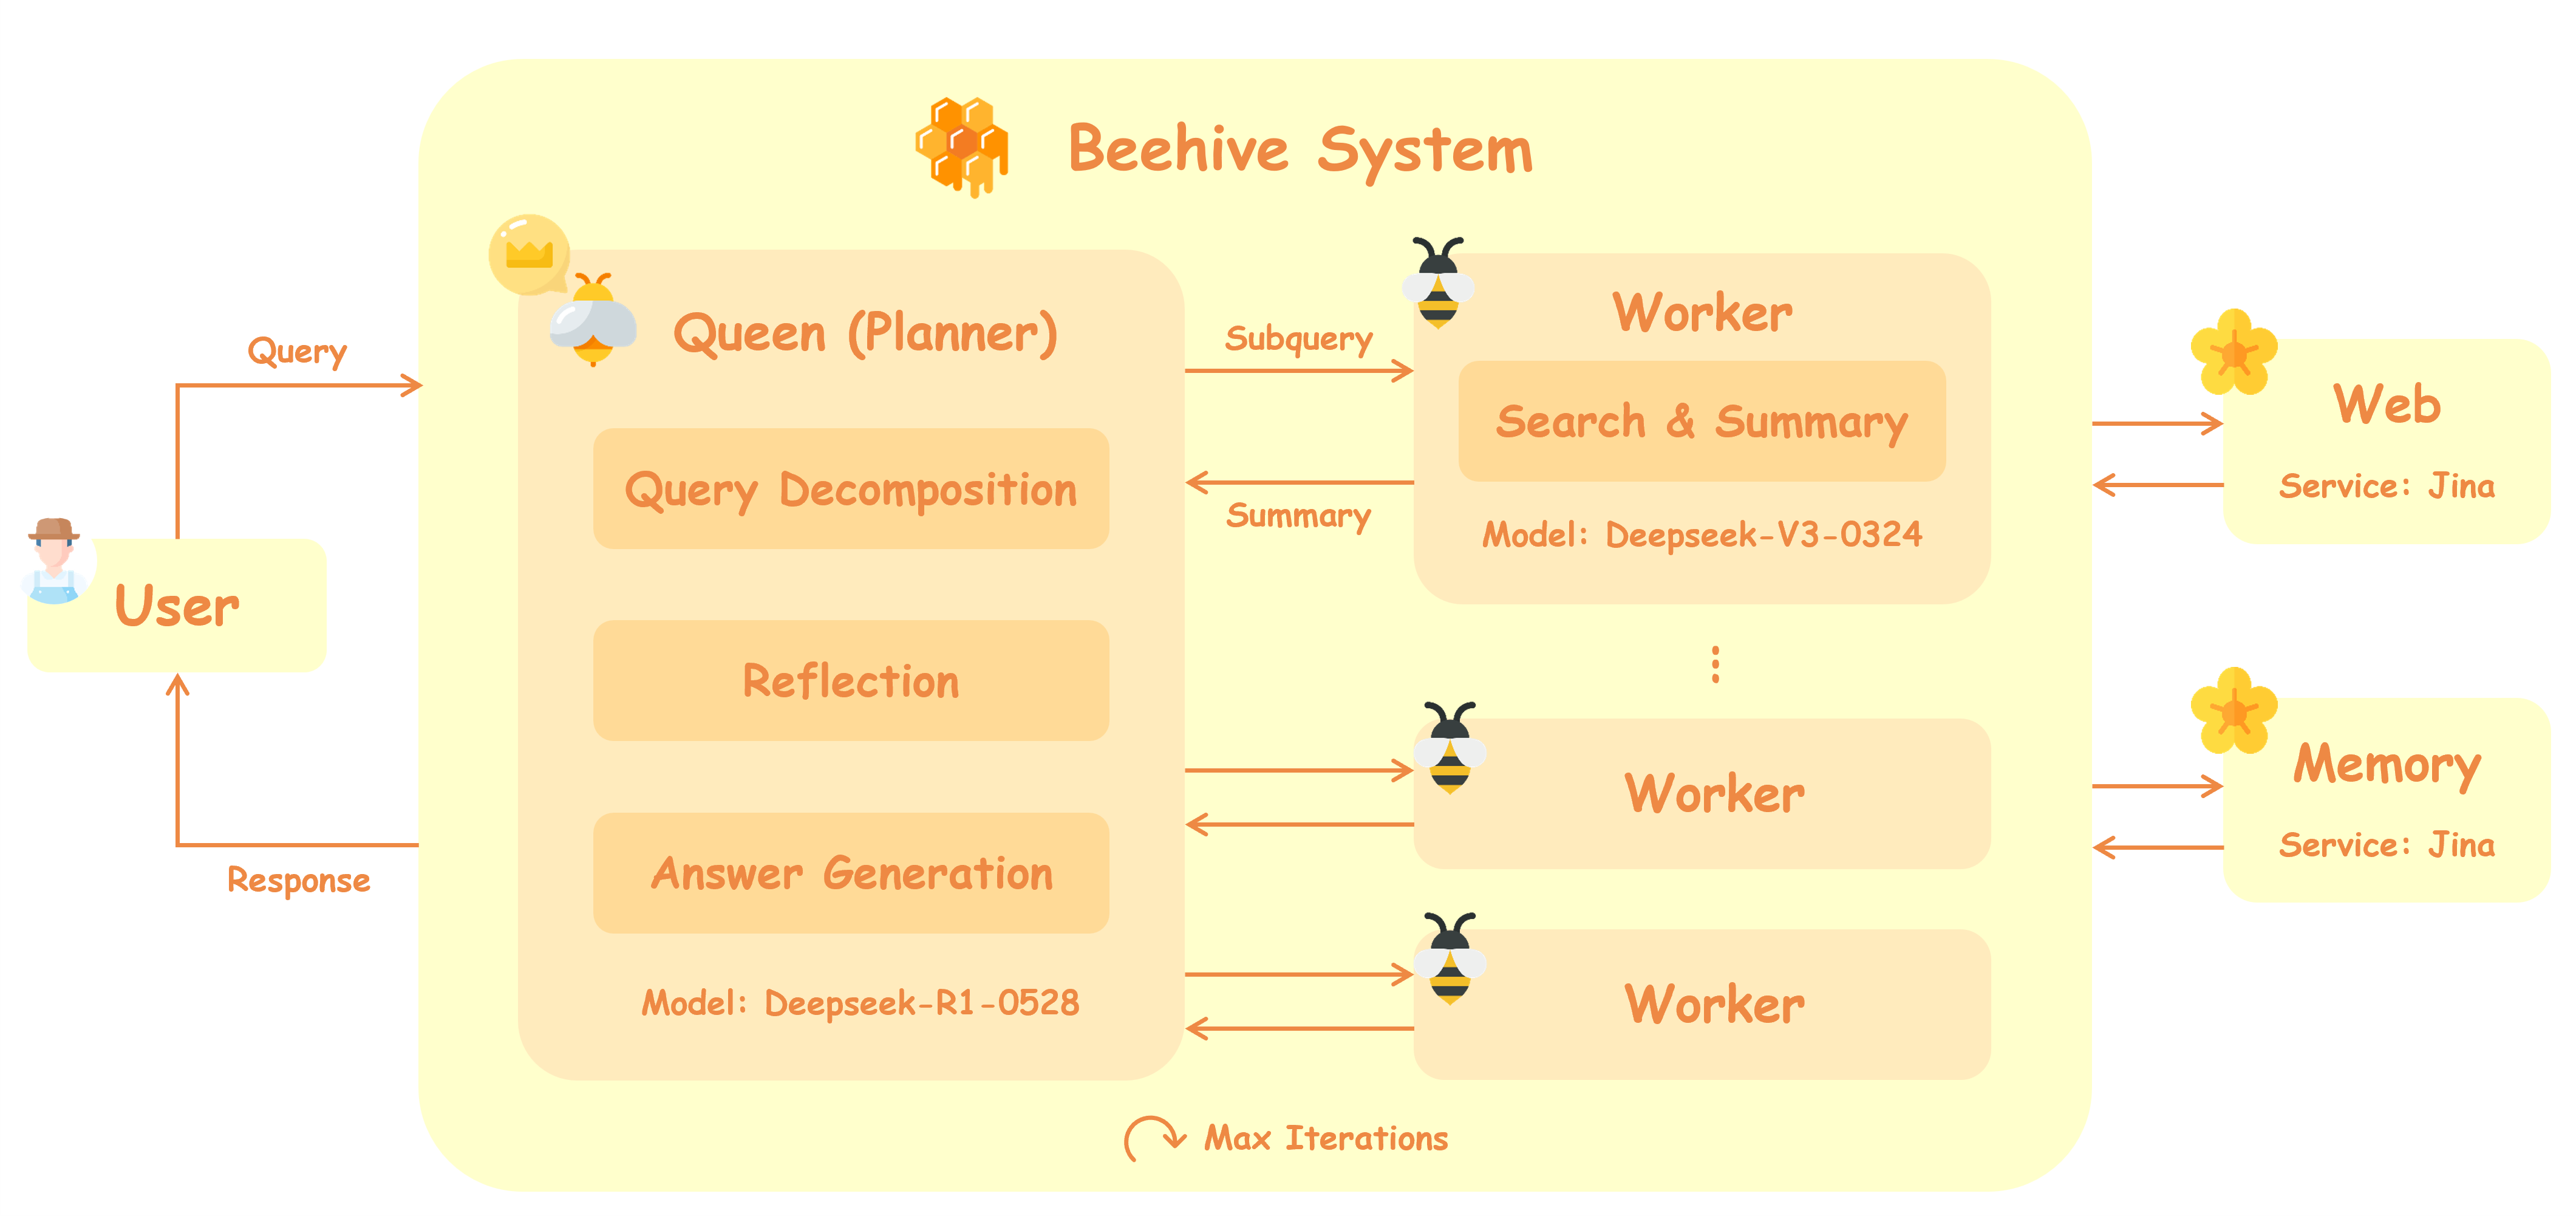 Beehive System
Query
User
Response
Queen (Planner)
Query Decomposition
Reflection
Answer Generation
Model: Deepseek-R1-0528
Subquery
Summary
Worker
Search & Summary
Model: Deepseek-V3-0324
Worker
Worker
Max Iterations
Web
Service: Jina
Memory
Service: Jina